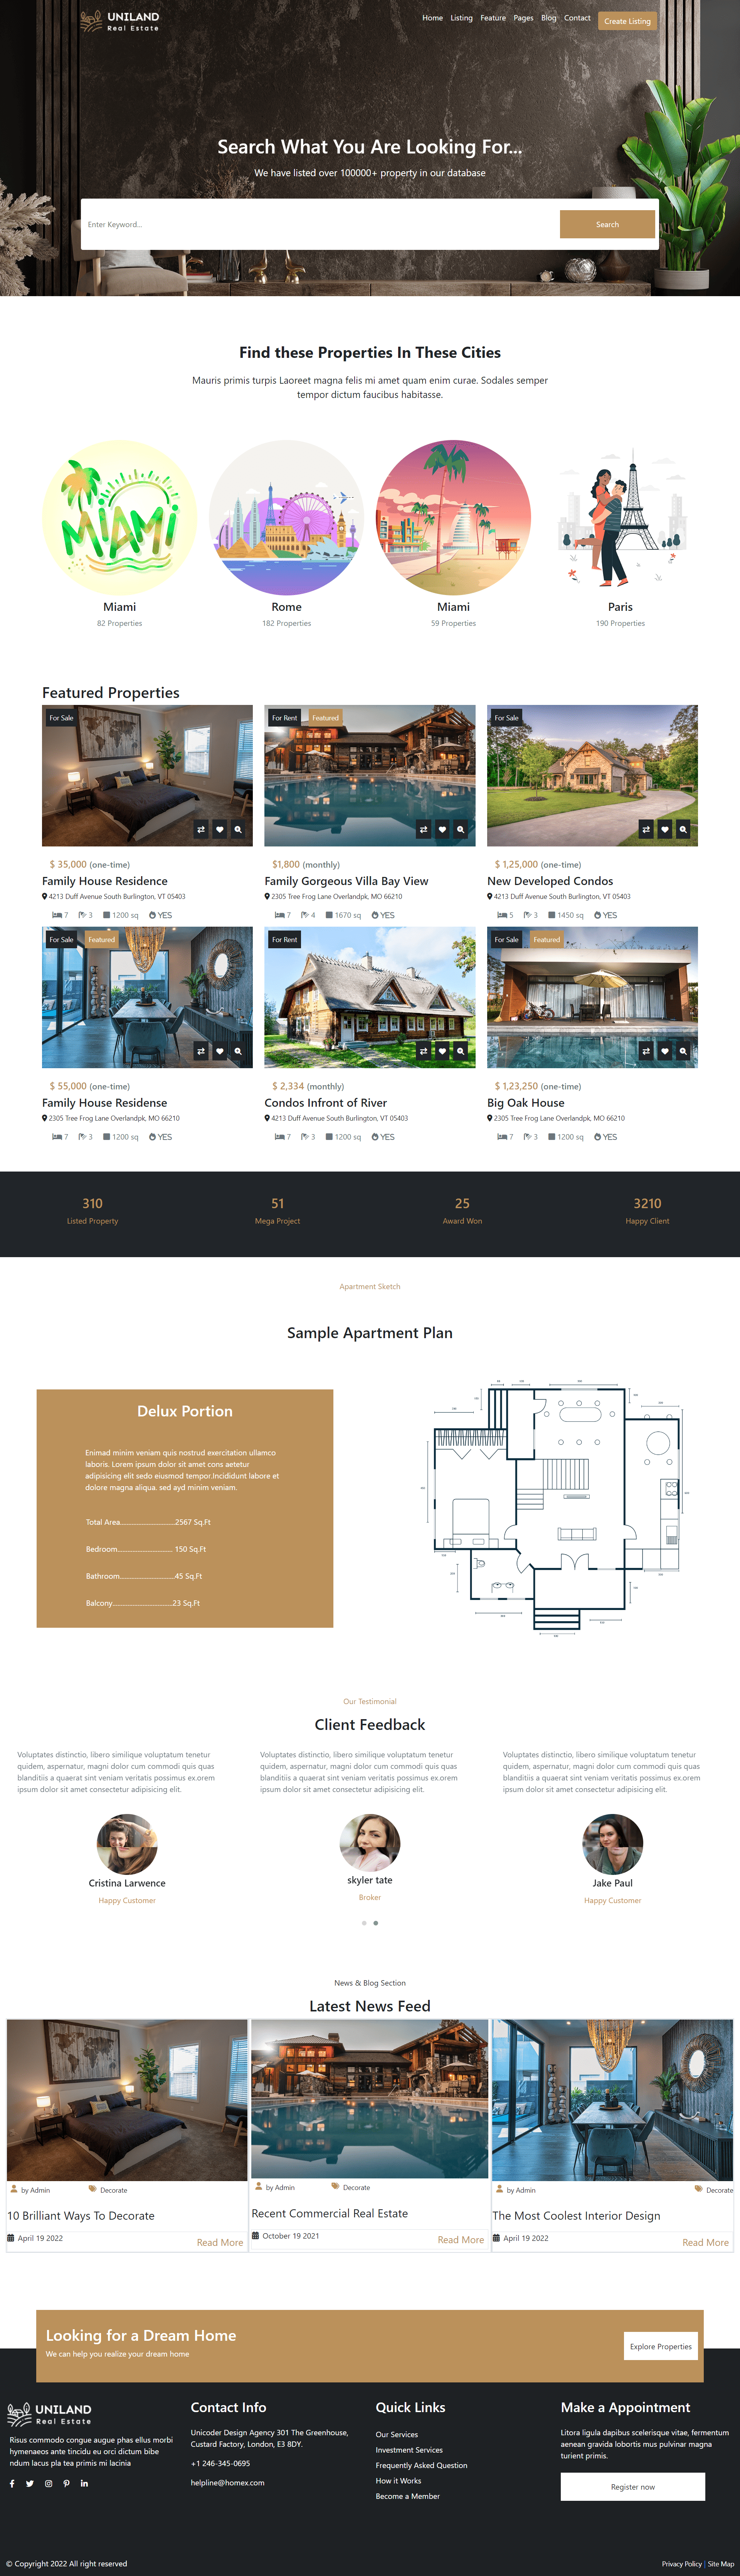 UNILAND
Real Estate
Home Listing Feature Pages Blog Contact Create Listing
Search What You Are Looking For...
We have listed over 100000+ property in our database
Enter Keyword...
Search
Find these Properties In These Cities
Mauris primis turpis Laoreet magna felis mi amet quam enim curae. Sodales semper
tempor dictum faucibus habitasse.
MIAMI
Miami
82 Properties
Rome
182 Properties
Miami
59 Properties
Paris
190 Properties
Featured Properties
For Sale
$ 35,000 (one-time)
Family House Residence
4213 Duff Avenue South Burlington, VT 05403
7 3 1200 sq YES
For Rent Featured
$1,800 (monthly)
Family Gorgeous Villa Bay View
2305 Tree Frog Lane Overlandpk, MO 66210
7 4 1670 sq YES
For Sale
$ 1,25,000 (one-time)
New Developed Condos
4213 Duff Avenue South Burlington, VT 05403
5 3 1450 sq YES
For Sale Featured
$ 55,000 (one-time)
Family House Residense
2305 Tree Frog Lane Overlandpk, MO 66210
7 3 1200 sq YES
For Rent
$ 2,334 (monthly)
Condos Infront of River
4213 Duff Avenue South Burlington, VT 05403
7 3 1200 sq YES
For Sale Featured
$ 1,23,250 (one-time)
Big Oak House
2305 Tree Frog Lane Overlandpk, MO 66210
7 3 1200 sq YES
310
Listed Property
51
Mega Project
25
Award Won
3210
Happy Client
Apartment Sketch
Sample Apartment Plan
Delux Portion
Enimad minim veniam quis nostrud exercitation ullamco
laboris. Lorem ipsum dolor sit amet cons aetetur
adipisicing elit sedo eiusmod tempor.Incididunt labore et
dolore magna aliqua. sed ayd minim veniam.
Total Area..............................2567 Sq.Ft
Bedroom.............................. 150 Sq.Ft
Bathroom..............................45 Sq.Ft
Balcony................................23 Sq.Ft
Our Testimonial
Client Feedback
Voluptates distinctio, libero similique voluptatum tenetur
quidem, aspernatur, magni dolor cum commodi quis quas
blanditiis a quaerat sint veniam veritatis possimus ex.orem
ipsum dolor sit amet consectetur adipisicing elit.
Cristina Larwence
Happy Customer
Voluptates distinctio, libero similique voluptatum tenetur
quidem, aspernatur, magni dolor cum commodi quis quas
blanditiis a quaerat sint veniam veritatis possimus ex.orem
ipsum dolor sit amet consectetur adipisicing elit.
skyler tate
Broker
Voluptates distinctio, libero similique voluptatum tenetur
quidem, aspernatur, magni dolor cum commodi quis quas
blanditiis a quaerat sint veniam veritatis possimus ex.orem
ipsum dolor sit amet consectetur adipisicing elit.
Jake Paul
Happy Customer
News & Blog Section
Latest News Feed
by Admin Decorate
10 Brilliant Ways To Decorate
April 19 2022
Read More
by Admin Decorate
Recent Commercial Real Estate
October 19 2021
Read More
by Admin Decorate
The Most Coolest Interior Design
April 19 2022
Read More
Looking for a Dream Home
We can help you realize your dream home
Explore Properties
UNILAND
Real Estate
Risus commodo congue augue phas ellus morbi
hymenaeos ante tincidu eu orci dictum bibe
ndum lacus pla tea primis mi lacinia
Contact Info
Unicoder Design Agency 301 The Greenhouse,
Custard Factory, London, E3 8DY.
+1 246-345-0695
helpline@homex.com
Quick Links
Our Services
Investment Services
Frequently Asked Question
How it Works
Become a Member
Make a Appointment
Litora ligula dapibus scelerisque vitae, fermentum
aenean gravida lobortis mus pulvinar magna
turient primis.
Register now
© Copyright 2022 All right reserved
Privacy Policy | Site Map